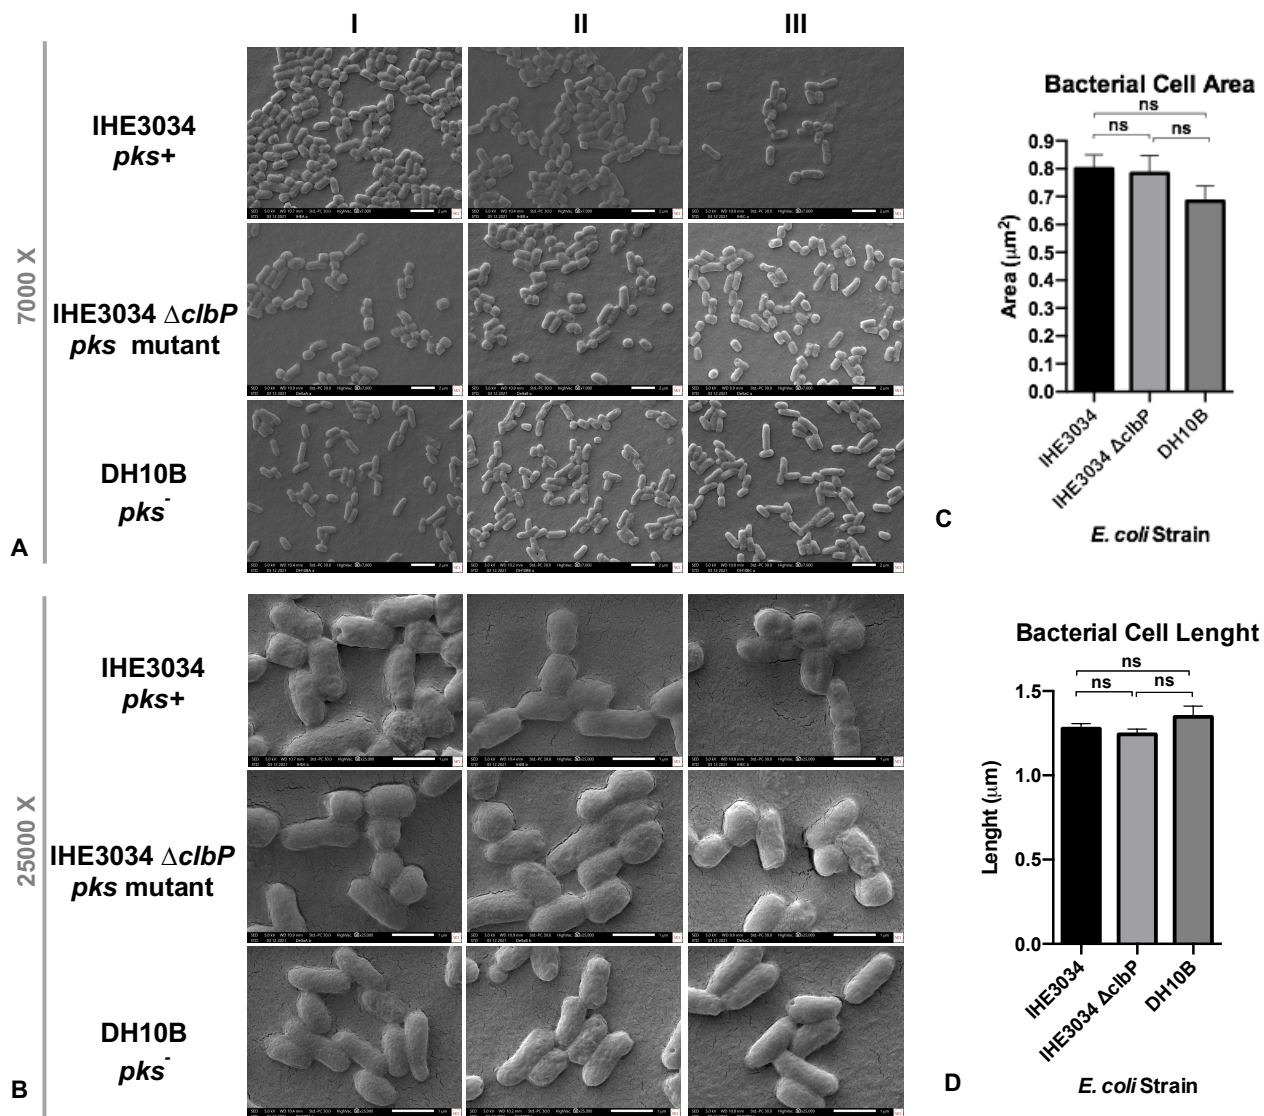 I II III
7000 X
IHE3034
pks+
IHE3034 ΔclbP
pks mutant
DH10B
pks-
A
25000 X
IHE3034
pks+
IHE3034 ΔclbP
pks mutant
DH10B
pks-
B
Bacterial Cell Area
ns
ns ns
Area (μm²)
0.9
0.8
0.7
0.6
0.5
0.4
0.3
0.2
0.1
0.0
IHE3034
IHE3034 ΔclbP
DH10B
C
E. coli Strain
Bacterial Cell Lenght
ns
ns ns
Lenght (μm)
1.5
1.0
0.5
0.0
IHE3034
IHE3034 ΔclbP
DH10B
D
E. coli Strain